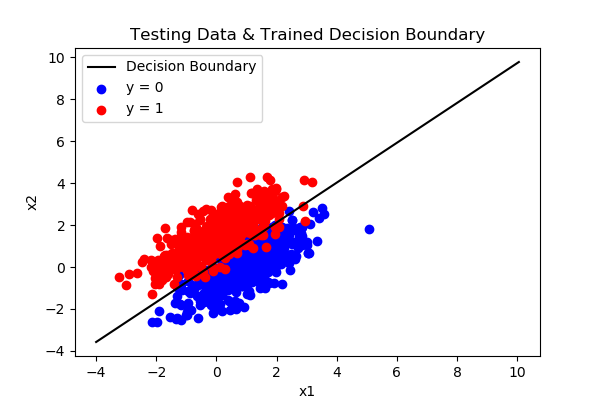 Testing Data & Trained Decision Boundary
10
8
6
4
2
0
−2
−4
x2
Decision Boundary
y = 0
y = 1
−4 −2 0 2 4 6 8 10
x1